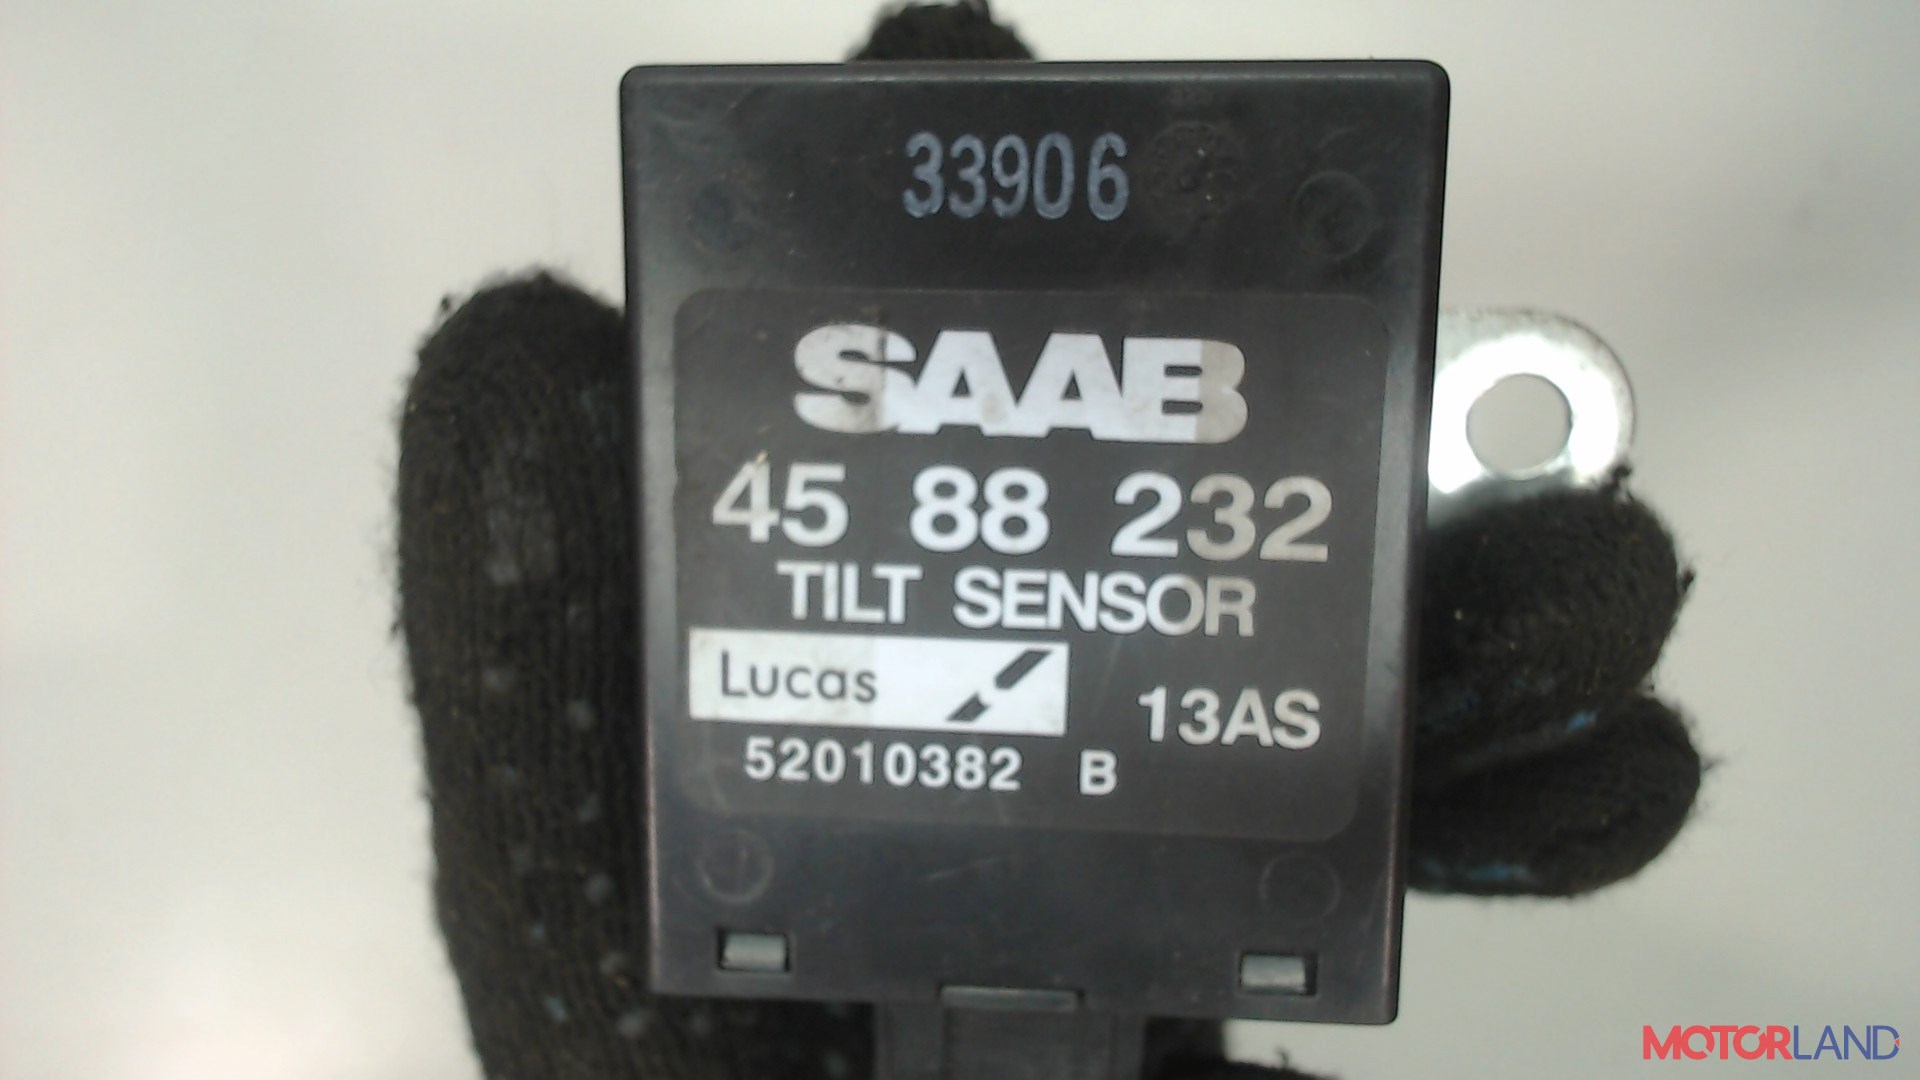 33906
SAAB
45 88 232
TILT SENSOR
Lucas
13AS
52010382 B
MOTORLAND